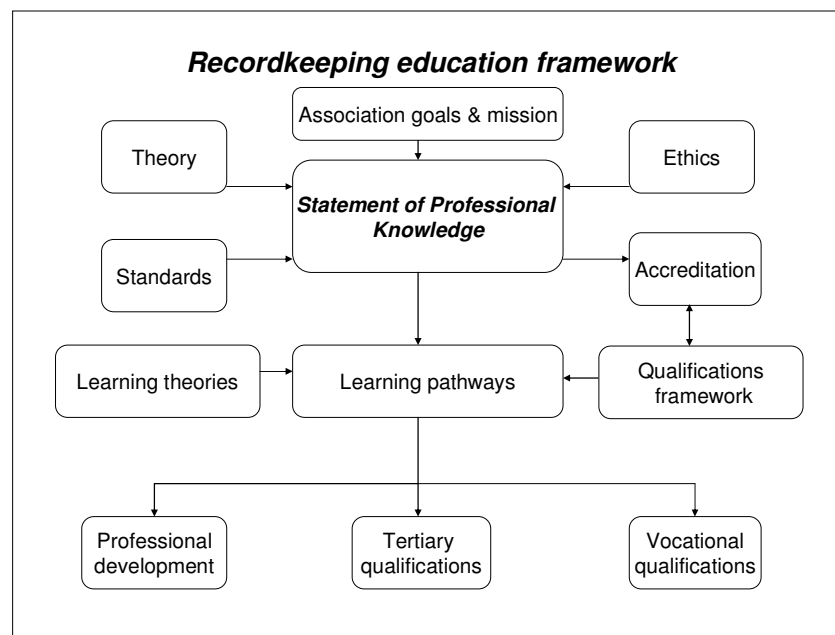 Recordkeeping education framework
Association goals & mission
Theory
Ethics
Statement of Professional
Knowledge
Standards
Accreditation
Learning theories
Learning pathways
Qualifications
framework
Professional
development
Tertiary
qualifications
Vocational
qualifications